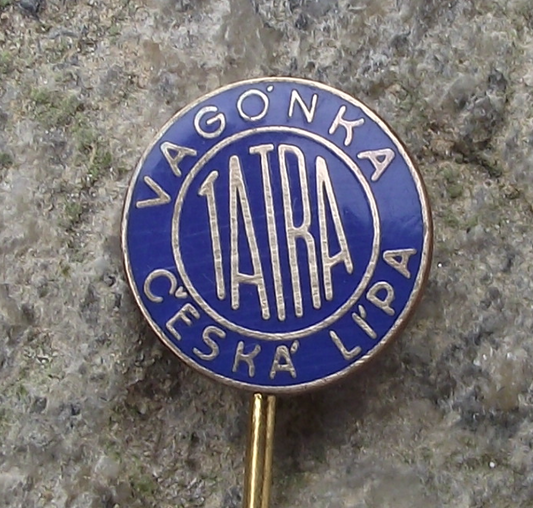 VAGÓNKA
TATRA
ČESKÁ LÍPA